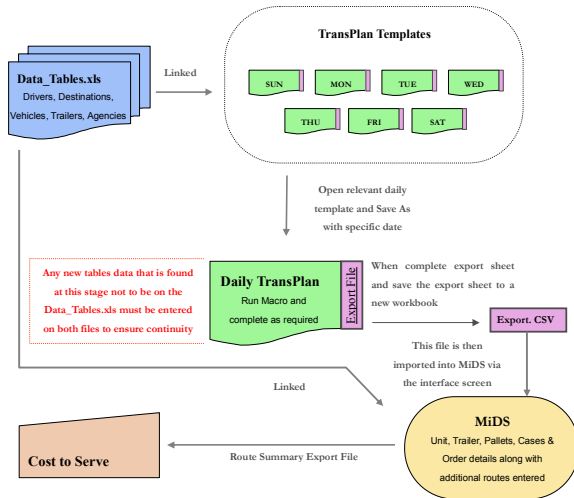 TransPlan Templates
Data_Tables.xls
Drivers, Destinations,
Vehicles, Trailers, Agencies
Linked
SUN
MON
TUE
WED
THU
FRI
SAT
Open relevant daily
template and Save As
with specific date
Any new tables data that is found
at this stage not to be on the
Data_Tables.xls must be entered
on both files to ensure continuity
Daily TransPlan
Run Macro and
complete as required
Export File
When complete export sheet
and save the export sheet to a
new workbook
Export. CSV
This file is then
imported into MiDS via
the interface screen
Linked
MiDS
Unit, Trailer, Pallets, Cases &
Order details along with
additional routes entered
Cost to Serve
Route Summary Export File